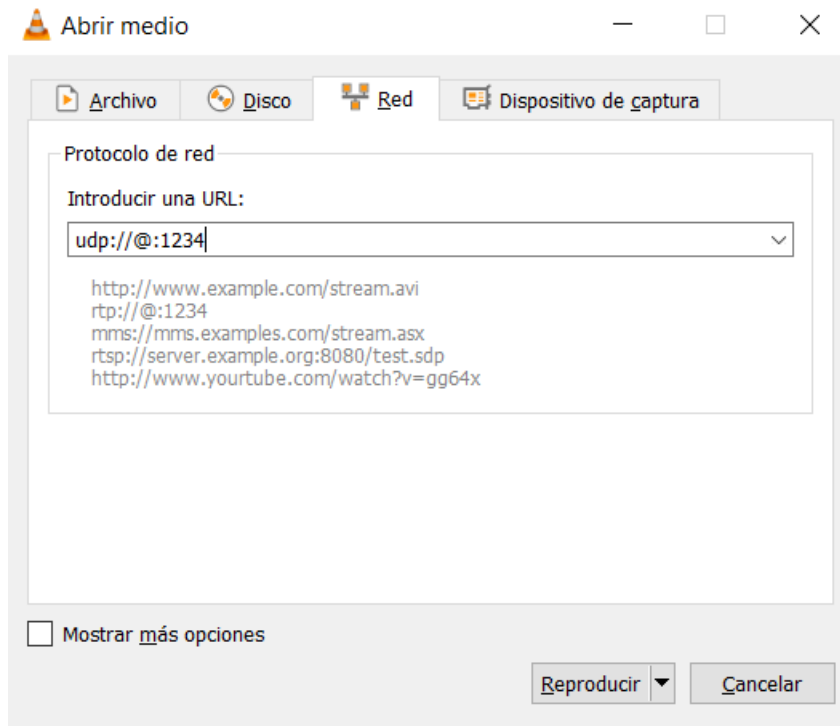 Abrir medio
Archivo Disco Red Dispositivo de captura
Protocolo de red
Introducir una URL:
udp://@:1234
http://www.example.com/stream.avi
rtp://@:1234
mms://mms.examples.com/stream.asx
rtsp://server.example.org:8080/test.sdp
http://www.yourtube.com/watch?v=gg64x
Mostrar más opciones
Reproducir Cancelar